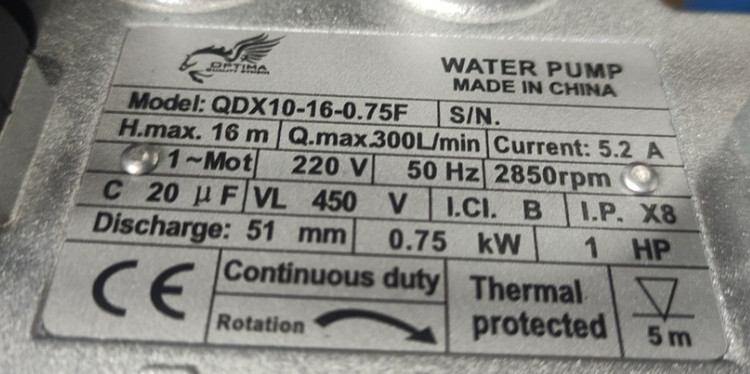 OPTIMA
WATER PUMP
MADE IN CHINA
Model: QDX10-16-0.75F S/N.
H.max. 16 m Q.max.300L/min Current: 5.2 A
1~Mot 220 V 50 Hz 2850rpm
C 20 μF VL 450 V I.Cl. B I.P. X8
Discharge: 51 mm 0.75 kW 1 HP
CE Continuous duty Thermal protected
Rotation 5 m